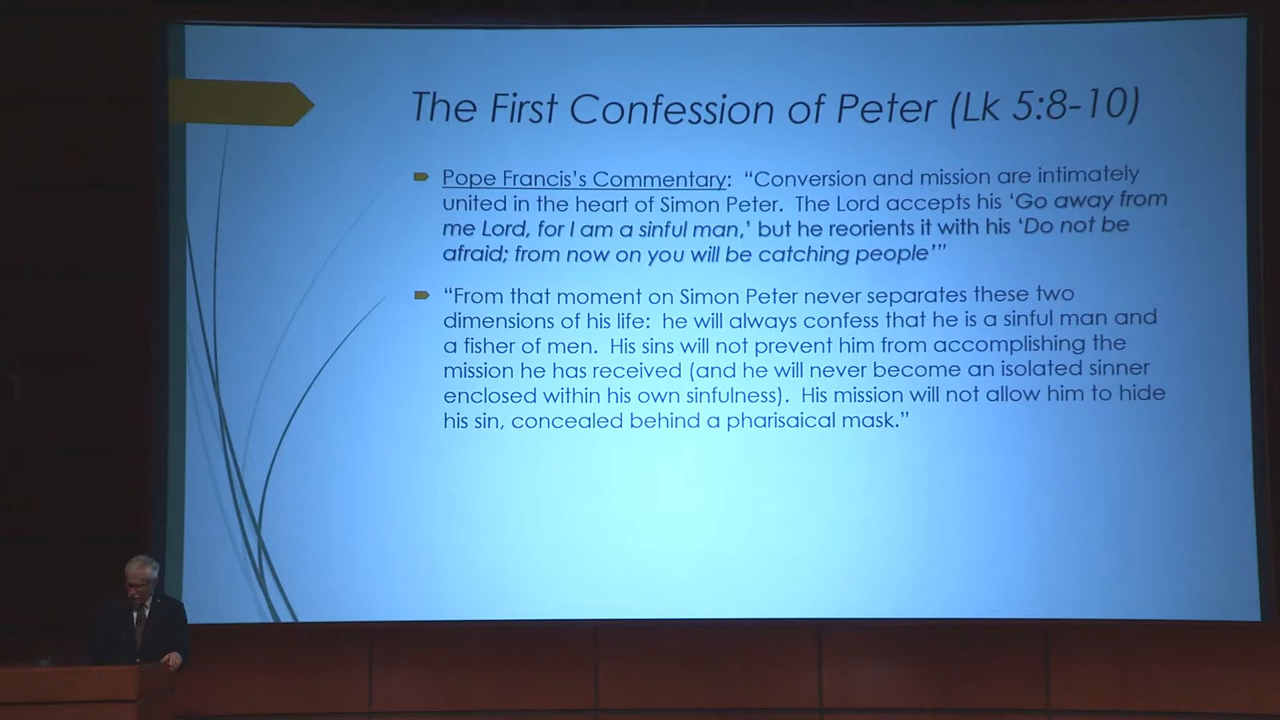 The First Confession of Peter (Lk 5:8-10)
Pope Francis's Commentary: “Conversion and mission are intimately
united in the heart of Simon Peter. The Lord accepts his ‘Go away from
me Lord, for I am a sinful man,’ but he reorients it with his ‘Do not be
afraid; from now on you will be catching people’”
“From that moment on Simon Peter never separates these two
dimensions of his life: he will always confess that he is a sinful man and
a fisher of men. His sins will not prevent him from accomplishing the
mission he has received (and he will never become an isolated sinner
enclosed within his own sinfulness). His mission will not allow him to hide
his sin, concealed behind a pharisaical mask.”